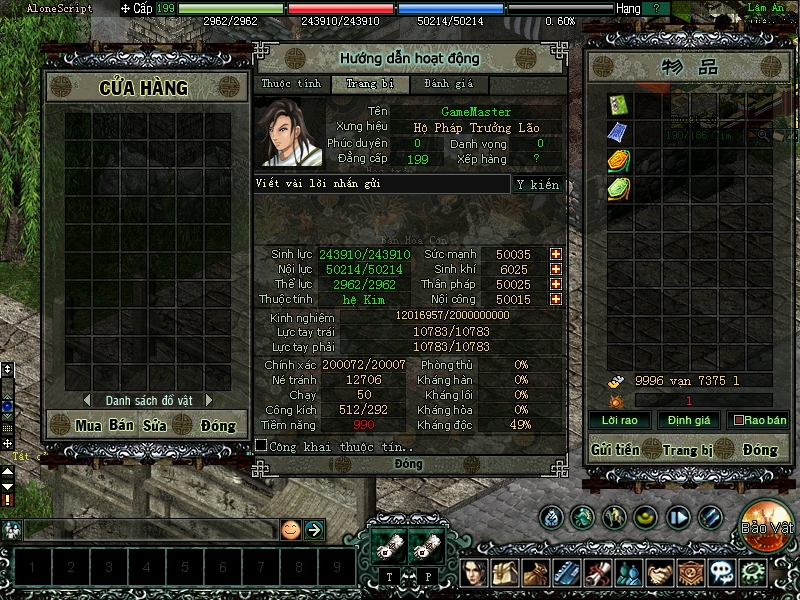 AloneScript Cấp 199 Hạng ? Lâm An
2962/2962 243910/243910 50214/50214 0.60%
CỬA HÀNG
Danh sách đồ vật
Mua Bán Sửa Đóng
Hướng dẫn hoạt động
Thuộc tính Trang bị Đánh giá
Tên GameMaster
Xưng hiệu Hộ Pháp Trưởng Lão
Phúc duyên 0 Danh vọng 0
Đẳng cấp 199 Xếp hàng ?
Viết vài lời nhắn gửi Ý kiến
Sinh lực 243910/243910 Sức mạnh 50035
Nội lực 50214/50214 Sinh khí 6025
Thể lực 2962/2962 Thân pháp 50025
Thuộc tính hệ Kim Nội công 50015
Kinh nghiệm 12016957/2000000000
Lực tay trái 10783/10783
Lực tay phải 10783/10783
Chính xác 200072/20007 Phòng thủ 0%
Né tránh 12706 Kháng hàn 0%
Chạy 50 Kháng lôi 0%
Công kích 512/292 Kháng hỏa 0%
Tiềm năng 990 Kháng độc 49%
Công khai thuộc tín..
Đóng
物 品
9996 vạn 7375 l
1
Lời rao Định giá Rao bán
Gửi tiền Trang bị Đóng
Bảo Vật
1 2 3 4 5 6 7 8 9
T P